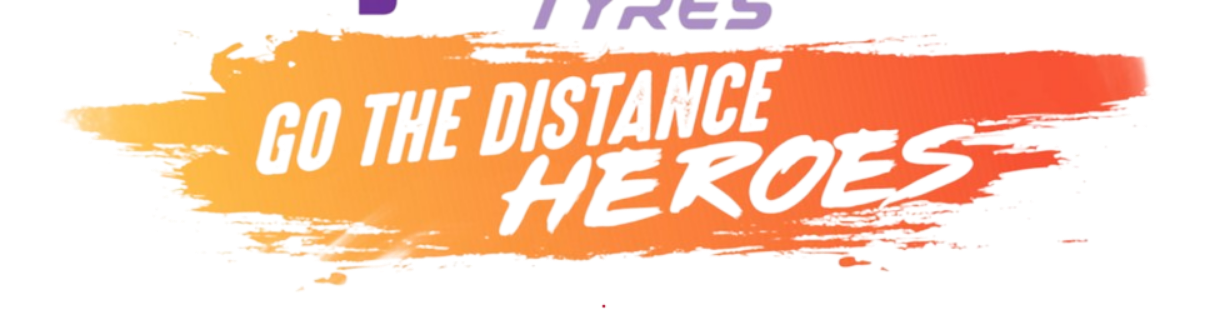 TYRES
GO THE DISTANCE
HEROES